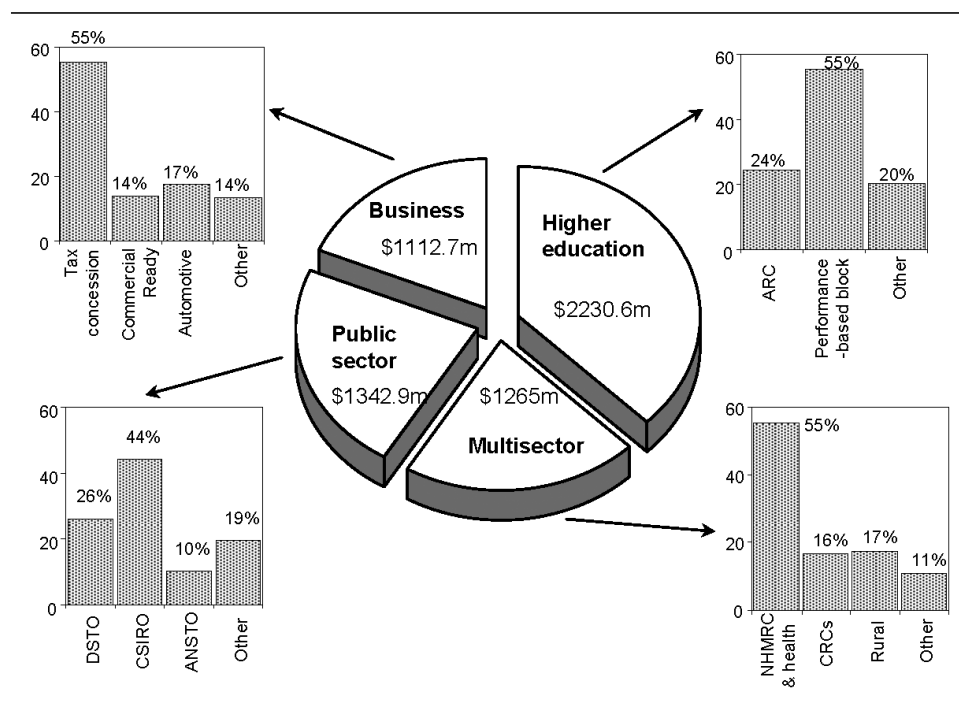 55%
60
40
20
0
14%
17%
14%
Tax
concession
Commercial
Ready
Automotive
Other
60
40
20
0
24%
55%
20%
ARC
Performance
-based block
Other
Business
$1112.7m
Higher
education
$2230.6m
Public
sector
$1342.9m
$1265m
Multisector
60
40
20
0
26%
44%
10%
19%
DSTO
CSIRO
ANSTO
Other
60
40
20
0
55%
16%
17%
11%
NHMRC
& health
CRCs
Rural
Other